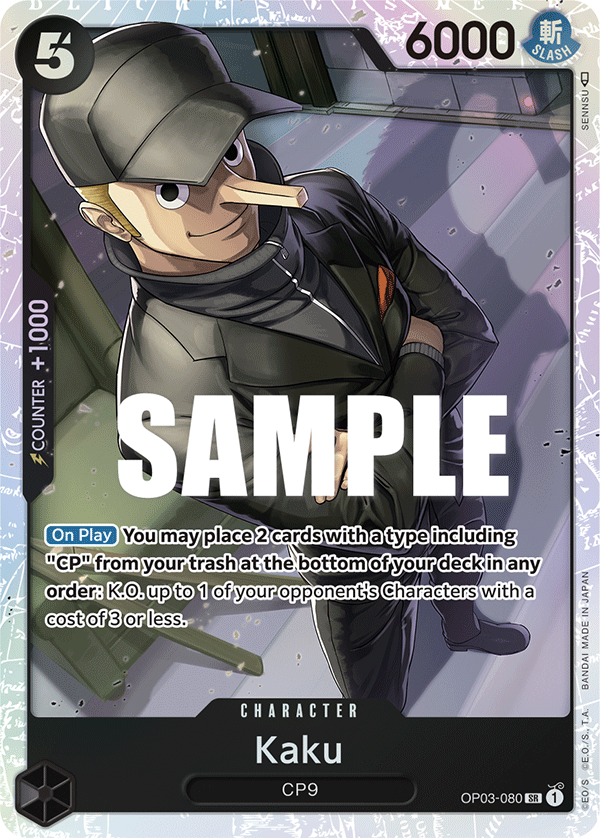 5
6000
斬
SLASH
SENNSU
COUNTER +1000
SAMPLE
On Play You may place 2 cards with a type including
"CP" from your trash at the bottom of your deck in any
order: K.O. up to 1 of your opponent's Characters with a
cost of 3 or less.
BANDAI MADE IN JAPAN
©E.O./S., T.A.
©EO/S
CHARACTER
Kaku
CP9
OP03-080 SR 1